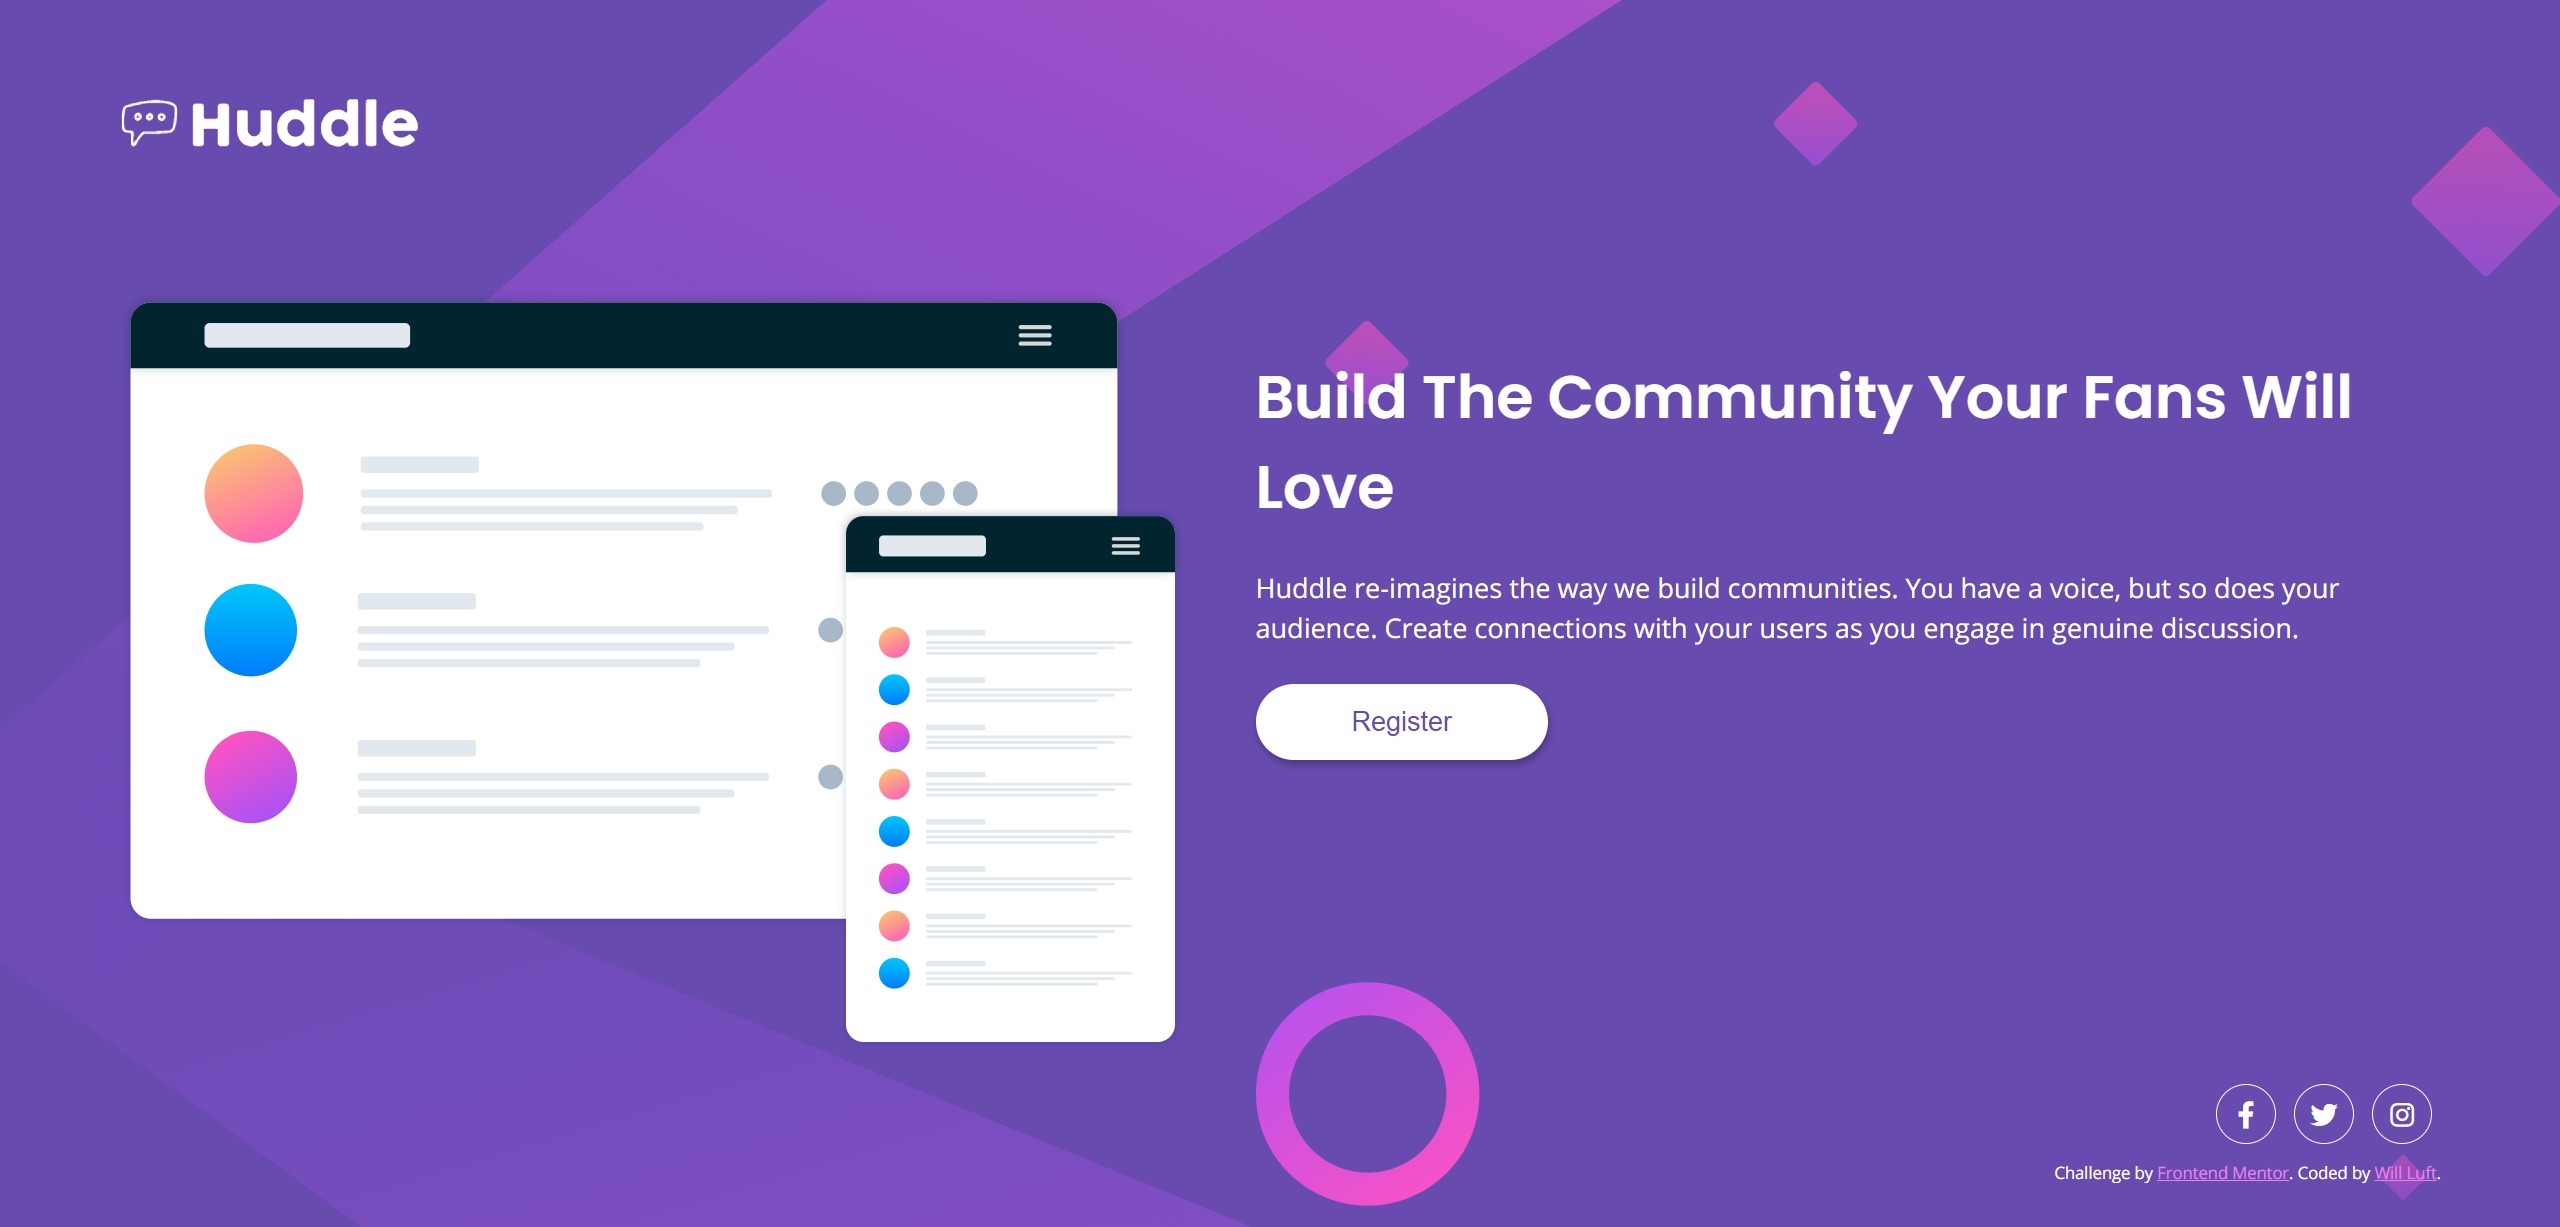 Huddle
Build The Community Your Fans Will
Love
Huddle re-imagines the way we build communities. You have a voice, but so does your
audience. Create connections with your users as you engage in genuine discussion.
Register
Challenge by Frontend Mentor. Coded by Will Luft.